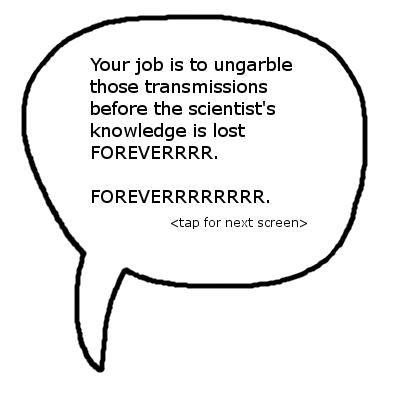 Your job is to ungarble
those transmissions
before the scientist's
knowledge is lost
FOREVERRRR.
FOREVERRRRRRRR.
<tap for next screen>